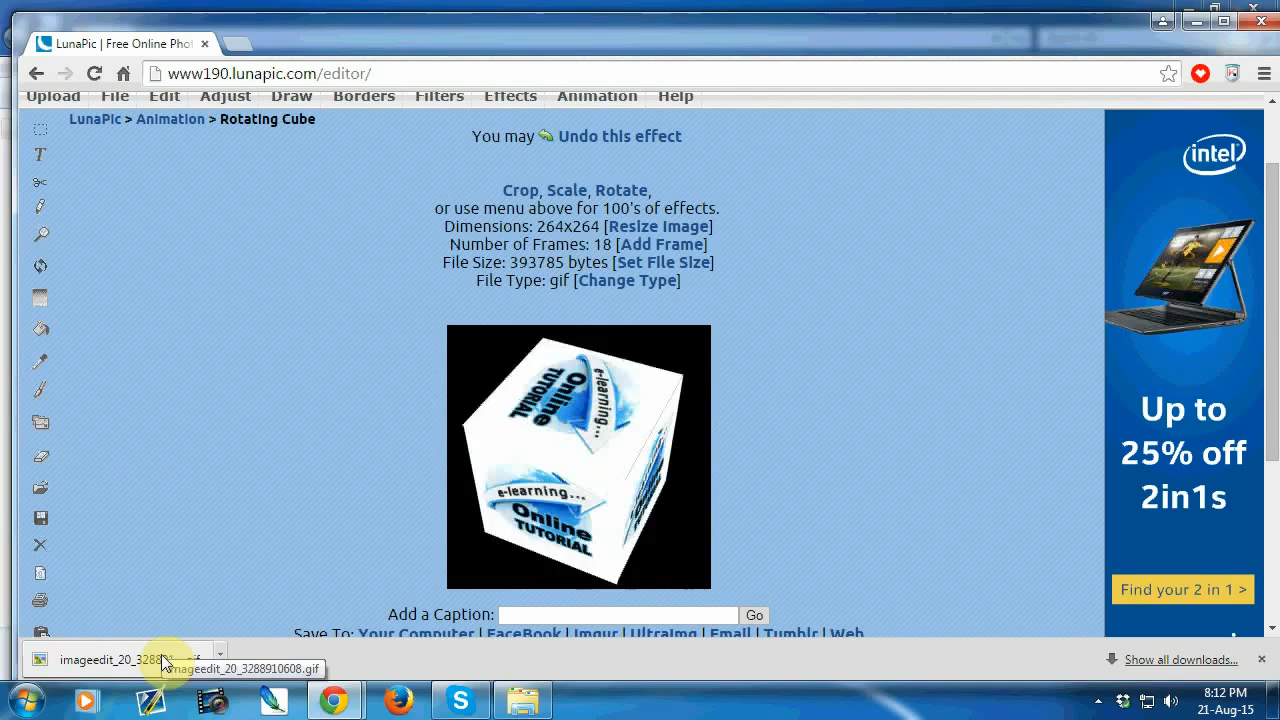 LunaPic | Free Online Phot
www190.lunapic.com/editor/
Upload File Edit Adjust Draw Borders Filters Effects Animation Help
LunaPic > Animation > Rotating Cube
You may Undo this effect
Crop, Scale, Rotate,
or use menu above for 100's of effects.
Dimensions: 264x264 [Resize Image]
Number of Frames: 18 [Add Frame]
File Size: 393785 bytes [Set File Size]
File Type: gif [Change Type]
e-learning...
Online
TUTORIAL
e-learning...
Online
TUTORIAL
Add a Caption: Go
Save To: Your Computer | FaceBook | Imgur | UltraImg | Email | Tumblr | Web
intel
Up to
25% off
2in1s
Find your 2 in 1 >
imageedit_20_3288910608.gif
Show all downloads...
8:12 PM
21-Aug-15